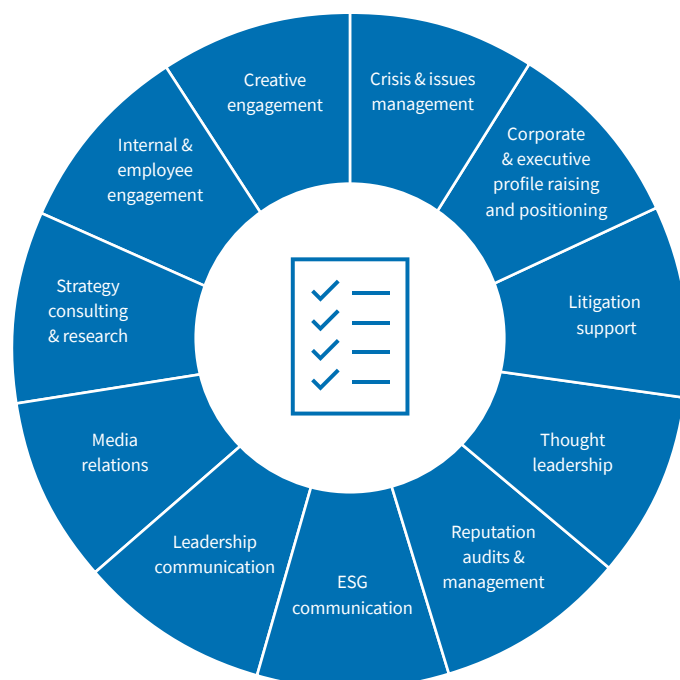 Crisis & issues
management
Corporate
& executive
profile raising
and positioning
Litigation
support
Thought
leadership
Reputation
audits &
management
ESG
communication
Leadership
communication
Media
relations
Strategy
consulting
& research
Internal &
employee
engagement
Creative
engagement